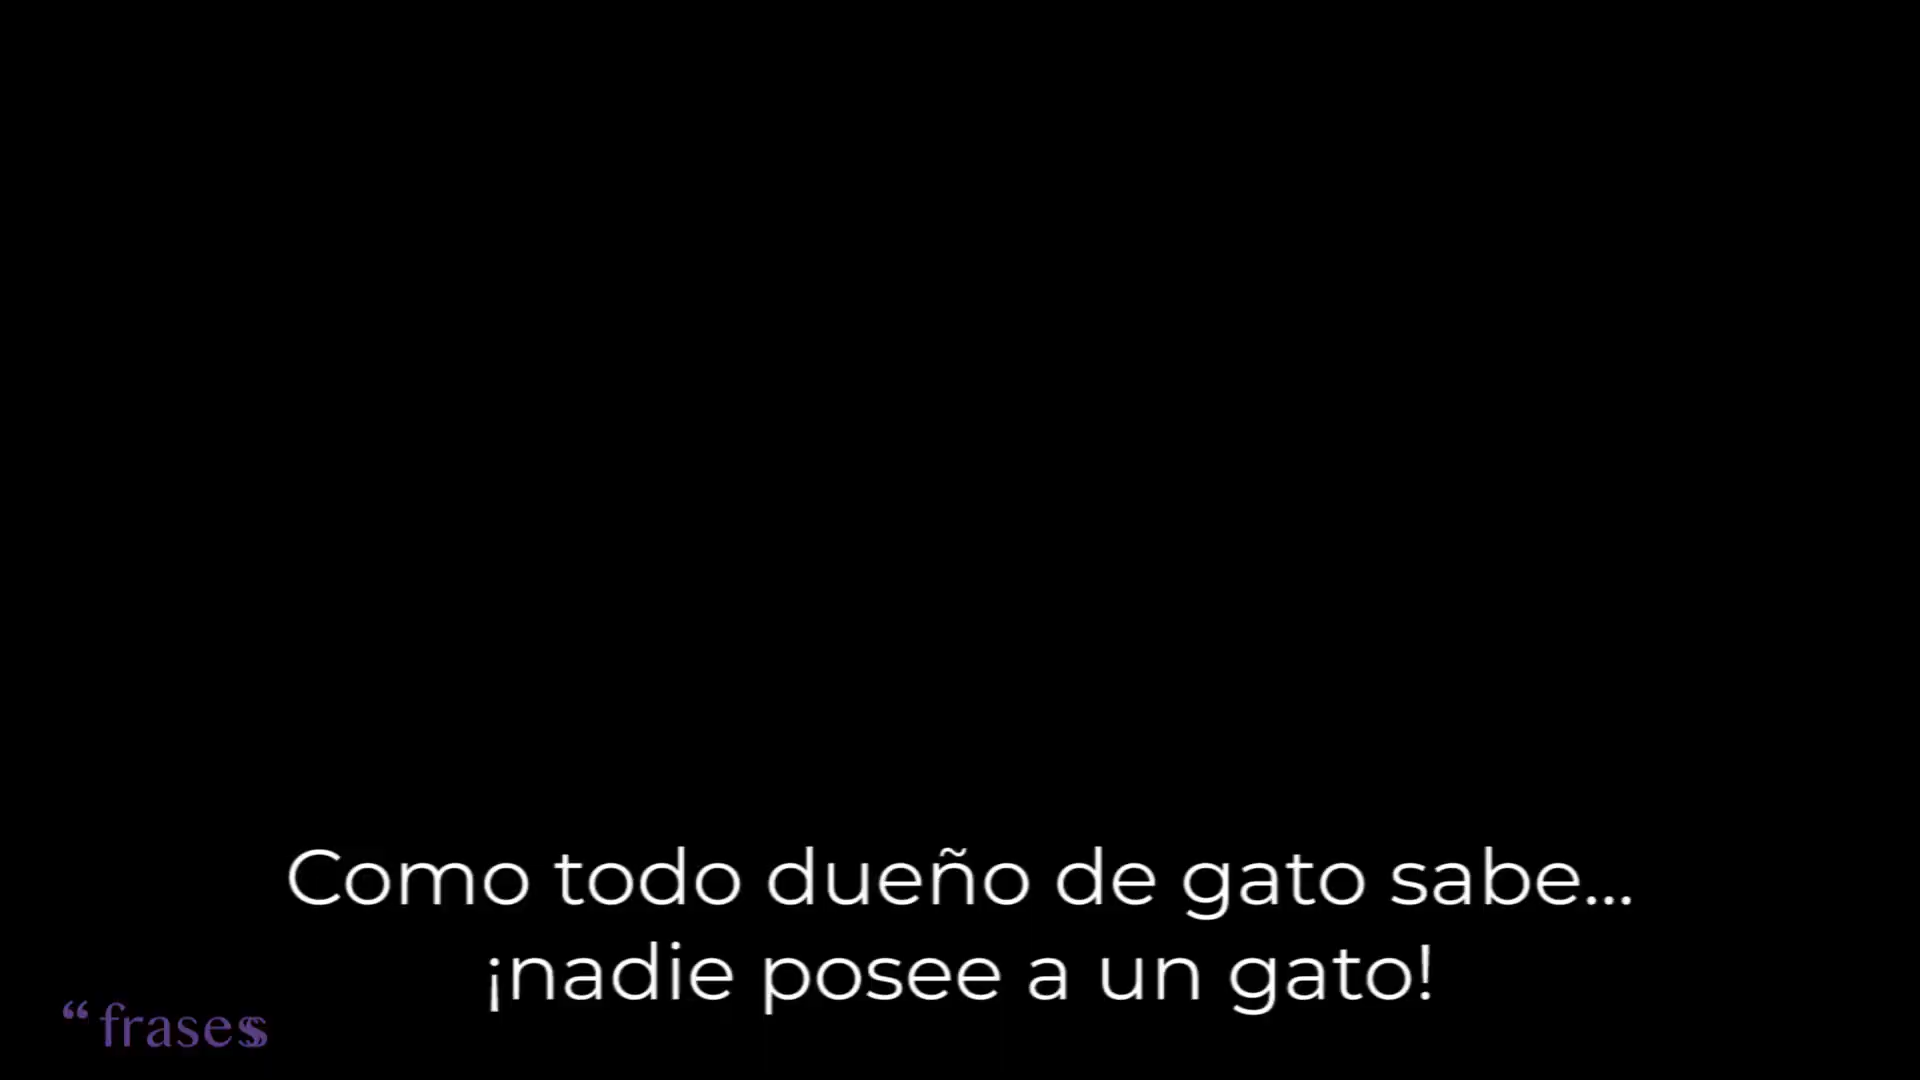 Como todo dueño de gato sabe...
¡nadie posee a un gato!
“frases